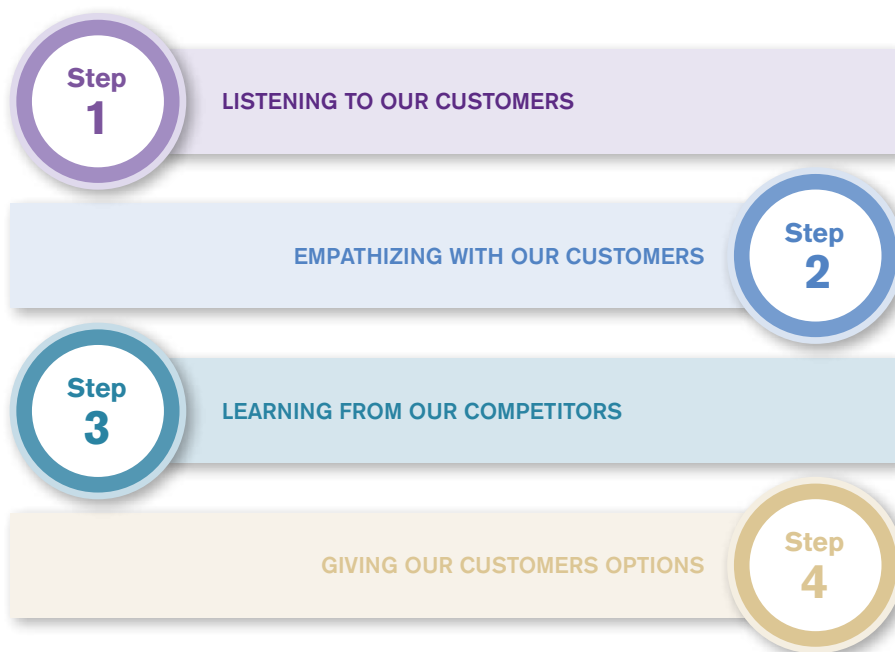 Step
1
LISTENING TO OUR CUSTOMERS
EMPATHIZING WITH OUR CUSTOMERS
Step
2
Step
3
LEARNING FROM OUR COMPETITORS
GIVING OUR CUSTOMERS OPTIONS
Step
4